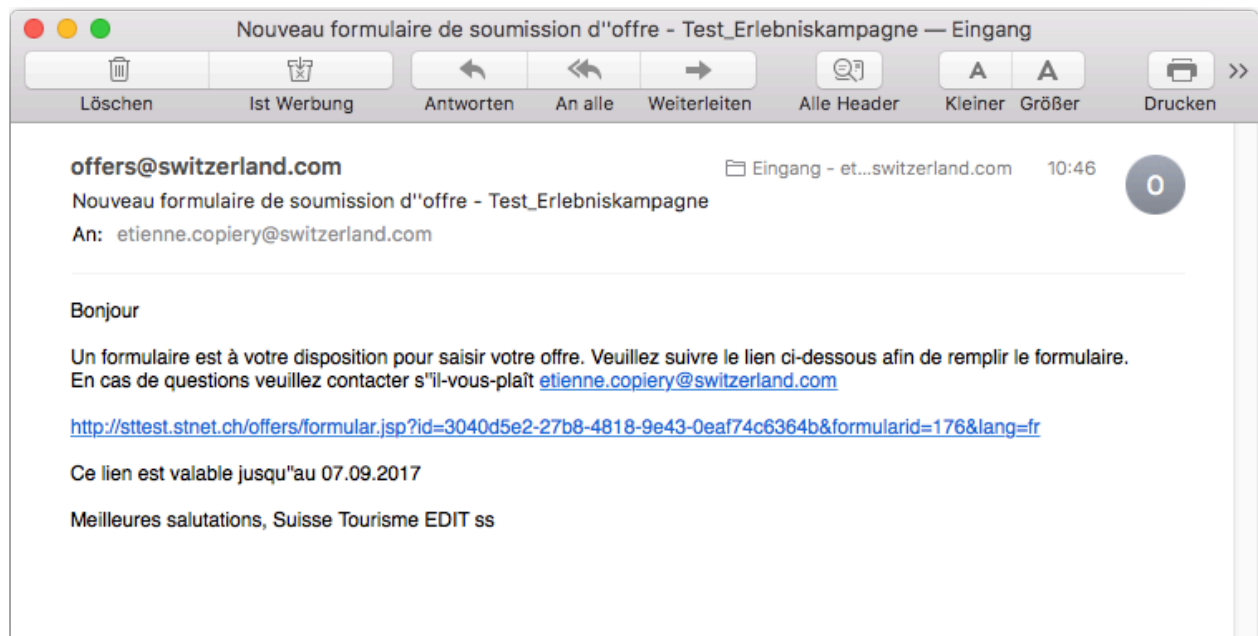 Nouveau formulaire de soumission d''offre - Test_Erlebniskampagne — Eingang
Löschen Ist Werbung Antworten An alle Weiterleiten Alle Header Kleiner Größer Drucken
offers@switzerland.com Eingang - et...switzerland.com 10:46
O
Nouveau formulaire de soumission d''offre - Test_Erlebniskampagne
An: etienne.copiery@switzerland.com
Bonjour
Un formulaire est à votre disposition pour saisir votre offre. Veuillez suivre le lien ci-dessous afin de remplir le formulaire.
En cas de questions veuillez contacter s''il-vous-plaît etienne.copiery@switzerland.com
http://sttest.stnet.ch/offers/formular.jsp?id=3040d5e2-27b8-4818-9e43-0eaf74c6364b&formularid=176&lang=fr
Ce lien est valable jusqu''au 07.09.2017
Meilleures salutations, Suisse Tourisme EDIT ss